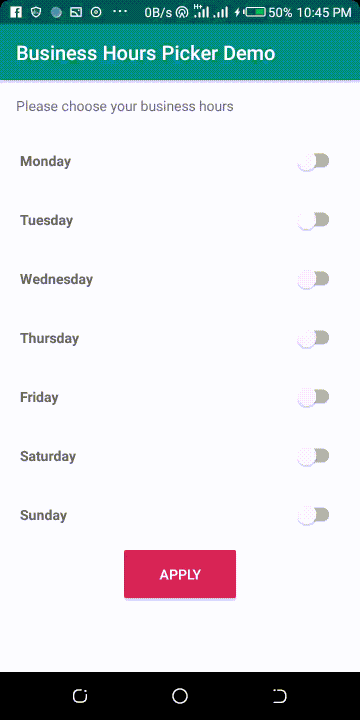 0B/s H+ 50% 10:45 PM
Business Hours Picker Demo
Please choose your business hours
Monday
Tuesday
Wednesday
Thursday
Friday
Saturday
Sunday
APPLY